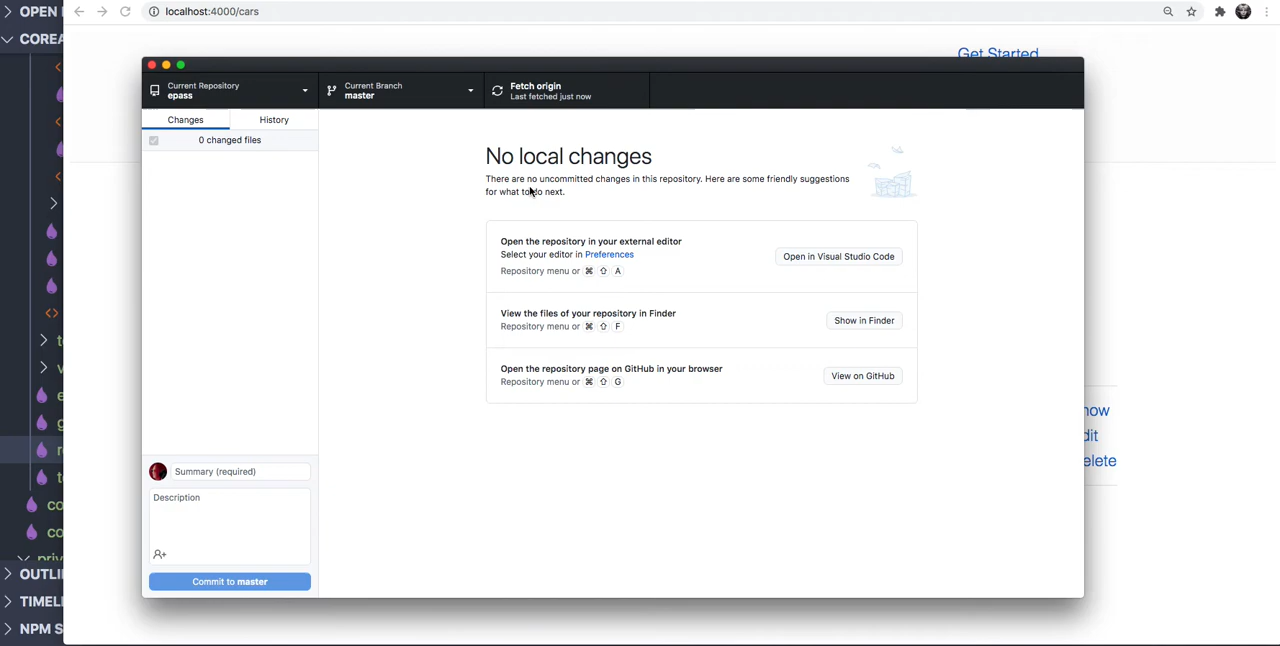 OPEN
localhost:4000/cars
COREA
Get Started
Current Repository
epass
Current Branch
master
Fetch origin
Last fetched just now
Changes
History
0 changed files
No local changes
There are no uncommitted changes in this repository. Here are some friendly suggestions
for what to do next.
Open the repository in your external editor
Select your editor in Preferences
Repository menu or ⌘ ⇧ A
Open in Visual Studio Code
View the files of your repository in Finder
Repository menu or ⌘ ⇧ F
Show in Finder
Open the repository page on GitHub in your browser
Repository menu or ⌘ ⇧ G
View on GitHub
how
dit
elete
Summary (required)
Description
Commit to master
co
co
priv
OUTLI
TIMEL
NPM S